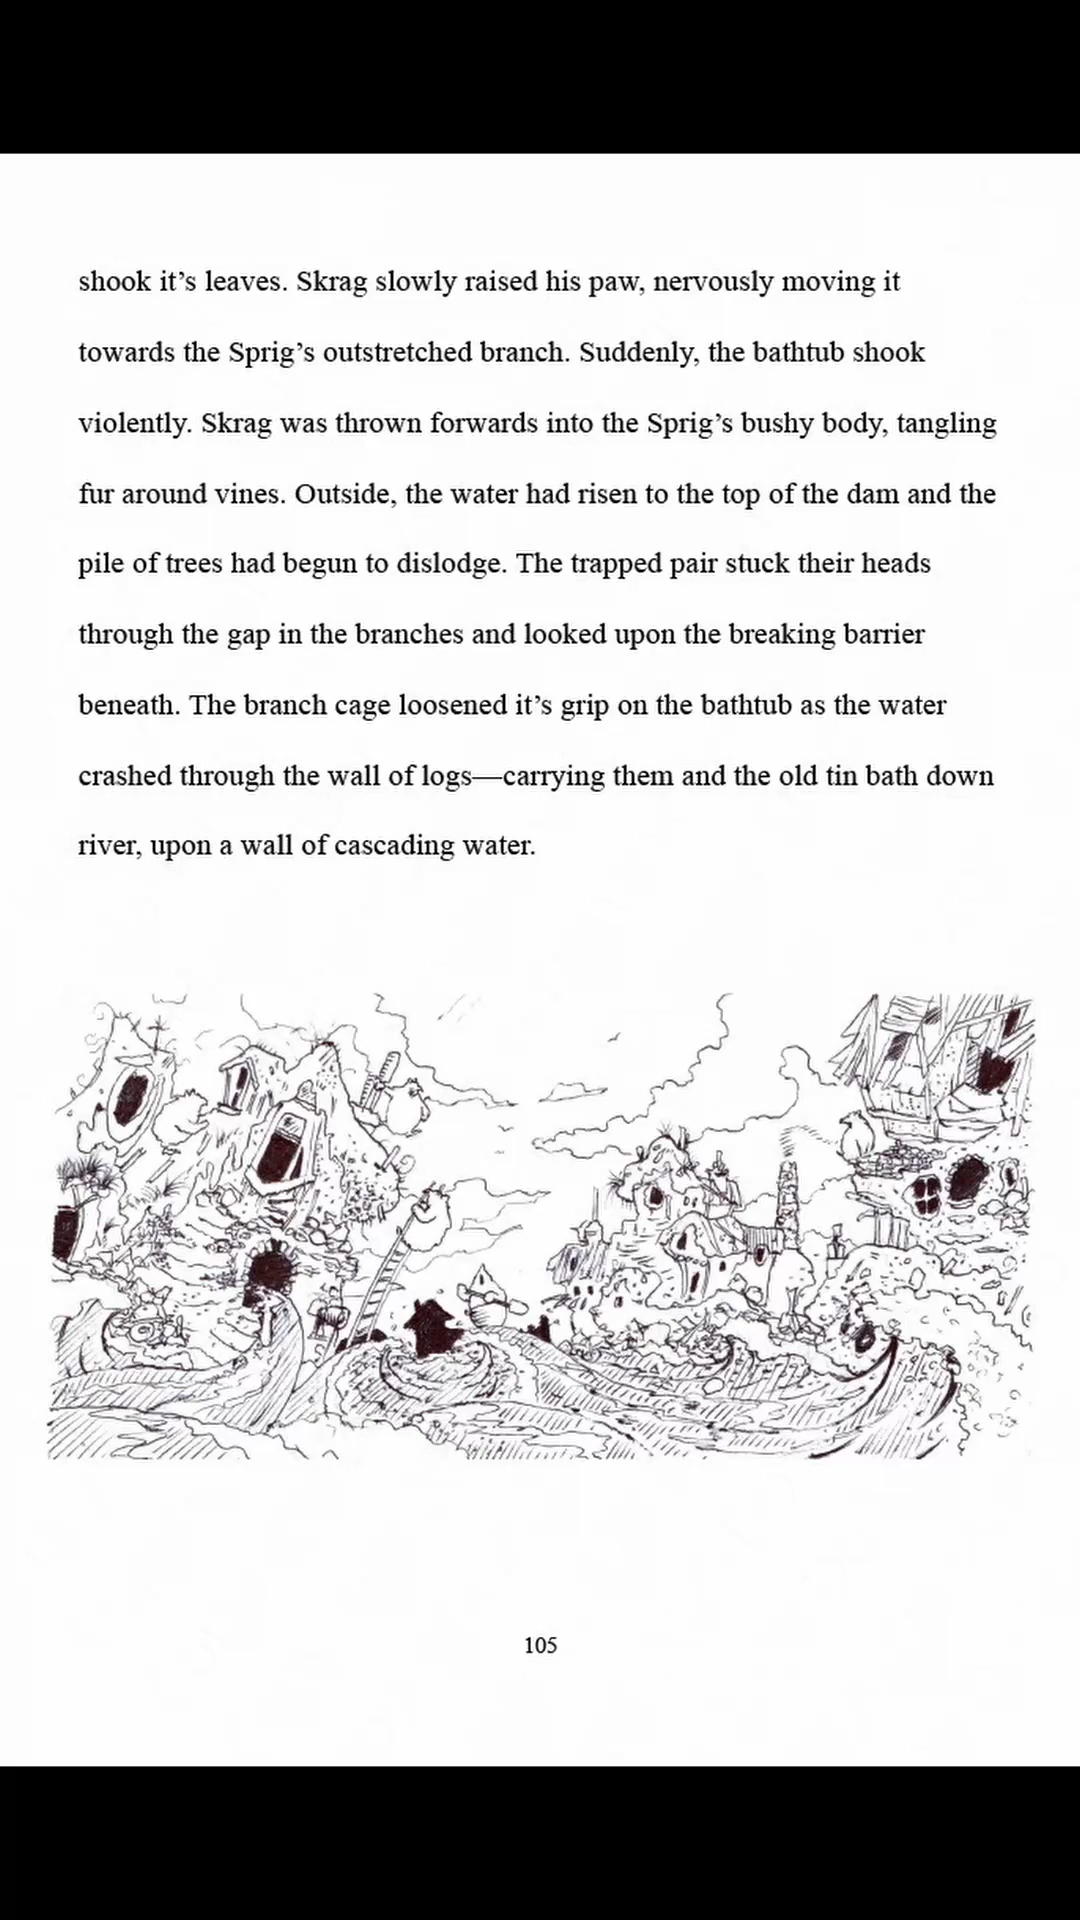 shook it’s leaves. Skrag slowly raised his paw, nervously moving it
towards the Sprig’s outstretched branch. Suddenly, the bathtub shook
violently. Skrag was thrown forwards into the Sprig’s bushy body, tangling
fur around vines. Outside, the water had risen to the top of the dam and the
pile of trees had begun to dislodge. The trapped pair stuck their heads
through the gap in the branches and looked upon the breaking barrier
beneath. The branch cage loosened it’s grip on the bathtub as the water
crashed through the wall of logs—carrying them and the old tin bath down
river, upon a wall of cascading water.
105